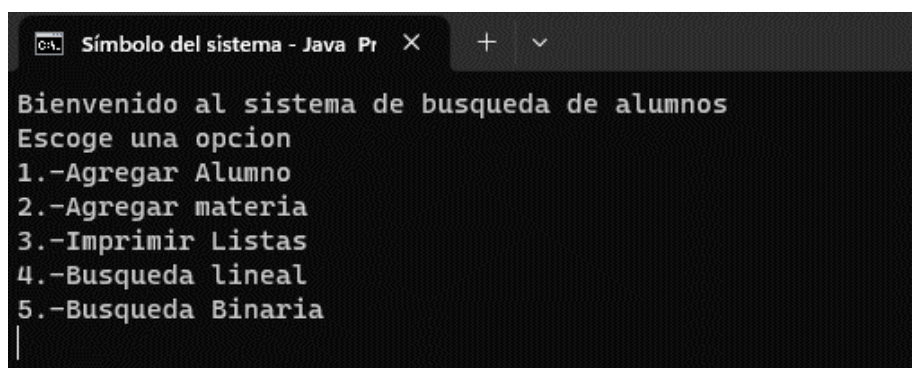 Símbolo del sistema - Java Pr
Bienvenido al sistema de busqueda de alumnos
Escoge una opcion
1.-Agregar Alumno
2.-Agregar materia
3.-Imprimir Listas
4.-Busqueda lineal
5.-Busqueda Binaria